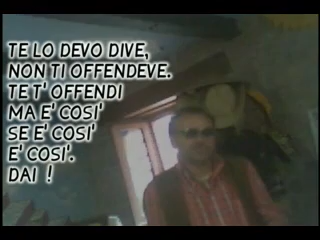 TE LO DEVO DIVE,
NON TI OFFENDEVE.
TE T' OFFENDI
MA E' COSI'
SE E' COSI'
E' COSI'.
DAI !